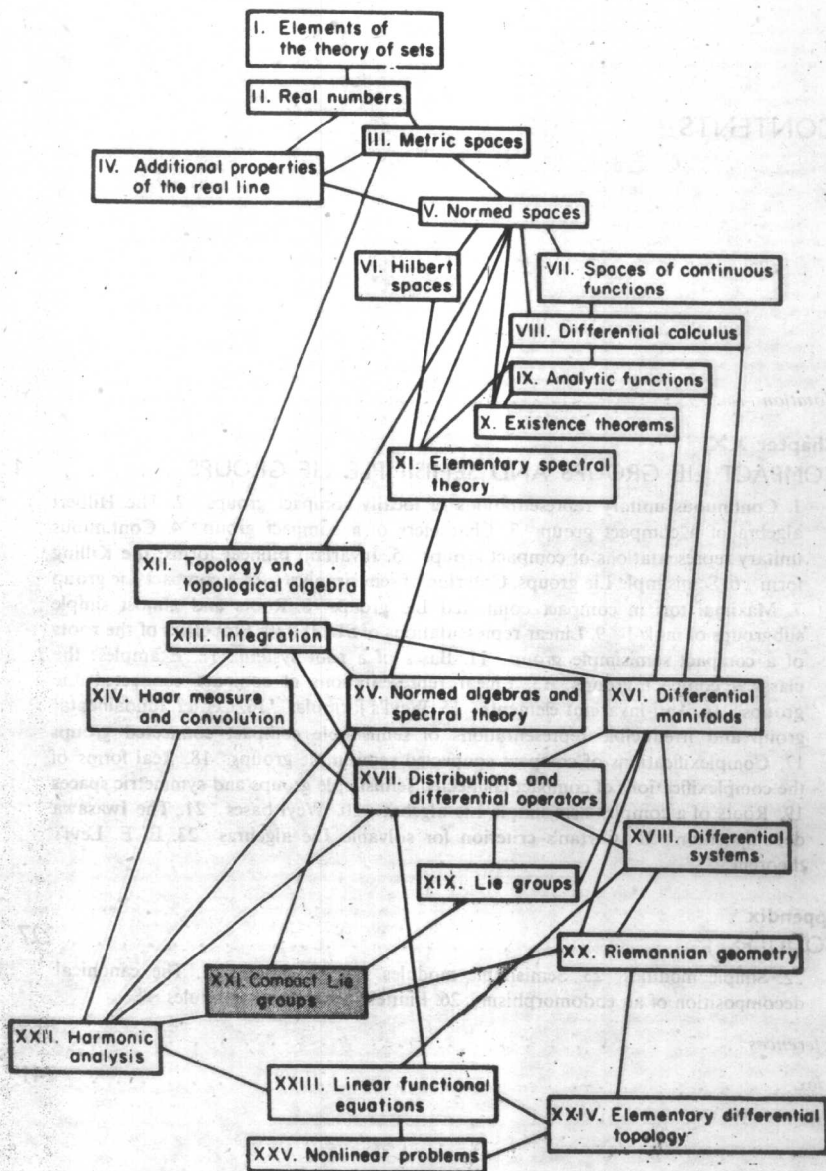 I. Elements of
the theory of sets
II. Real numbers
III. Metric spaces
IV. Additional properties
of the real line
V. Normed spaces
VI. Hilbert
spaces
VII. Spaces of continuous
functions
VIII. Differential calculus
IX. Analytic functions
X. Existence theorems
XI. Elementary spectral
theory
XII. Topology and
topological algebra
XIII. Integration
XIV. Haar measure
and convolution
XV. Normed algebras and
spectral theory
XVI. Differential
manifolds
XVII. Distributions and
differential operators
XVIII. Differential
systems
XIX. Lie groups
XX. Riemannian geometry
XXI. Compact Lie
groups
XXII. Harmonic
analysis
XXIII. Linear functional
equations
XXIV. Elementary differential
topology
XXV. Nonlinear problems